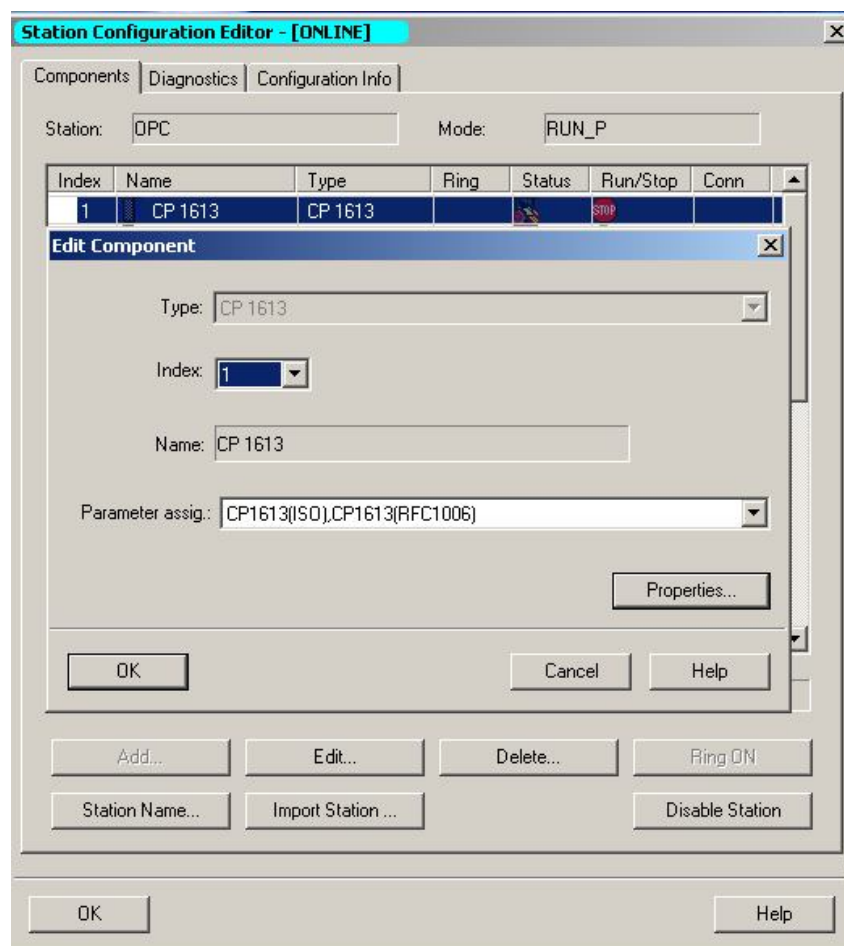 Station Configuration Editor - [ONLINE]
Components Diagnostics Configuration Info
Station: OPC Mode: RUN_P
Index Name Type Ring Status Run/Stop Conn
1 CP 1613 CP 1613 STOP
Edit Component
Type: CP 1613
Index: 1
Name: CP 1613
Parameter assig.: CP1613(ISO),CP1613(RFC1006)
Properties...
OK Cancel Help
Add... Edit... Delete... Ring ON
Station Name... Import Station ... Disable Station
OK Help